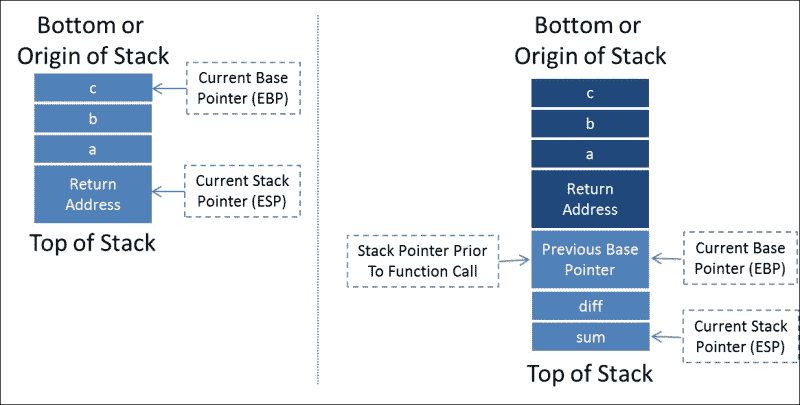 Bottom or
Origin of Stack
c
Current Base
Pointer (EBP)
b
a
Return
Address
Current Stack
Pointer (ESP)
Top of Stack
Bottom or
Origin of Stack
c
b
a
Return
Address
Stack Pointer Prior
To Function Call
Previous Base
Pointer
Current Base
Pointer (EBP)
diff
sum
Current Stack
Pointer (ESP)
Top of Stack